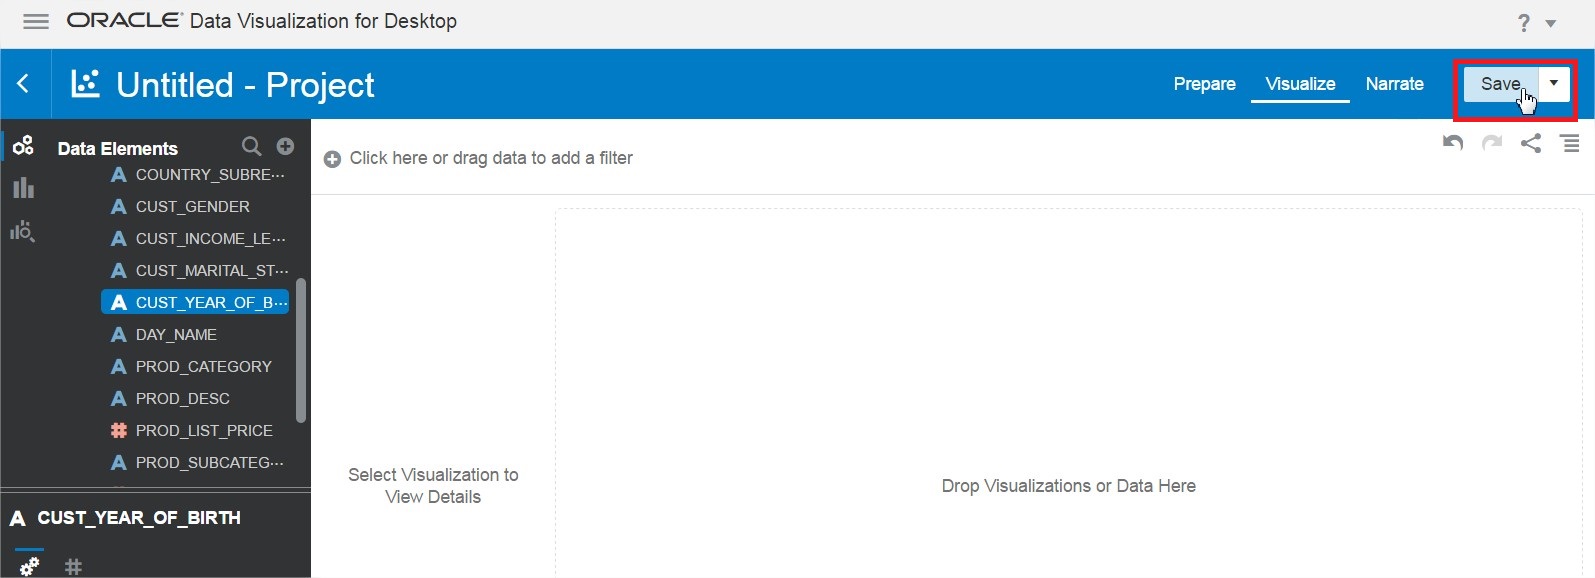 ORACLE® Data Visualization for Desktop
?
Untitled - Project
Prepare Visualize Narrate Save
Data Elements
Click here or drag data to add a filter
A COUNTRY_SUBRE···
A CUST_GENDER
A CUST_INCOME_LE···
A CUST_MARITAL_ST···
A CUST_YEAR_OF_B···
A DAY_NAME
A PROD_CATEGORY
A PROD_DESC
# PROD_LIST_PRICE
A PROD_SUBCATEG···
A CUST_YEAR_OF_BIRTH
#
Select Visualization to
View Details
Drop Visualizations or Data Here